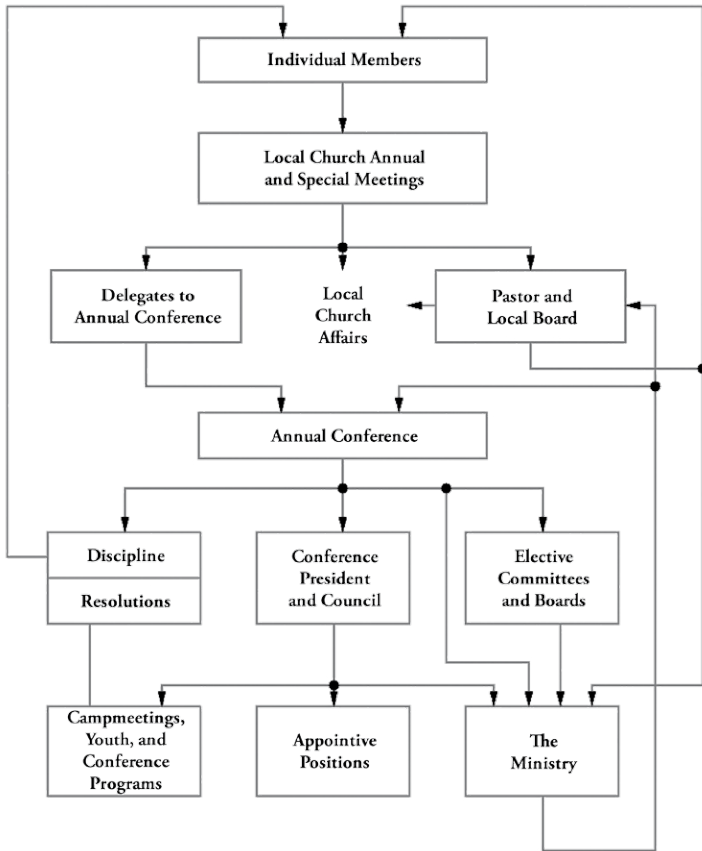 Individual Members
Local Church Annual
and Special Meetings
Delegates to
Annual Conference
Local
Church
Affairs
Pastor and
Local Board
Annual Conference
Discipline
Resolutions
Conference
President
and Council
Elective
Committees
and Boards
Campmeetings,
Youth, and
Conference
Programs
Appointive
Positions
The
Ministry